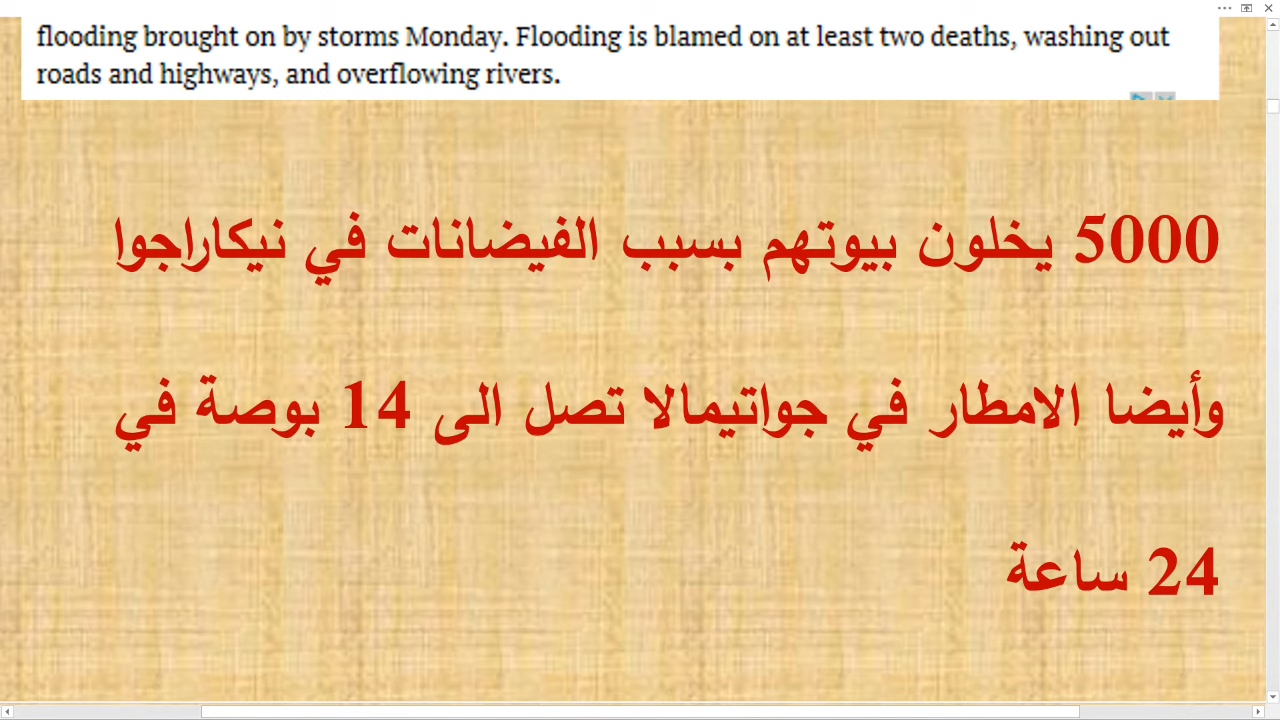 flooding brought on by storms Monday. Flooding is blamed on at least two deaths, washing out
roads and highways, and overflowing rivers.
5000 يخلون بيوتهم بسبب الفيضانات في نيكاراجوا
وأيضا الامطار في جواتيمالا تصل الى 14 بوصة في
24 ساعة